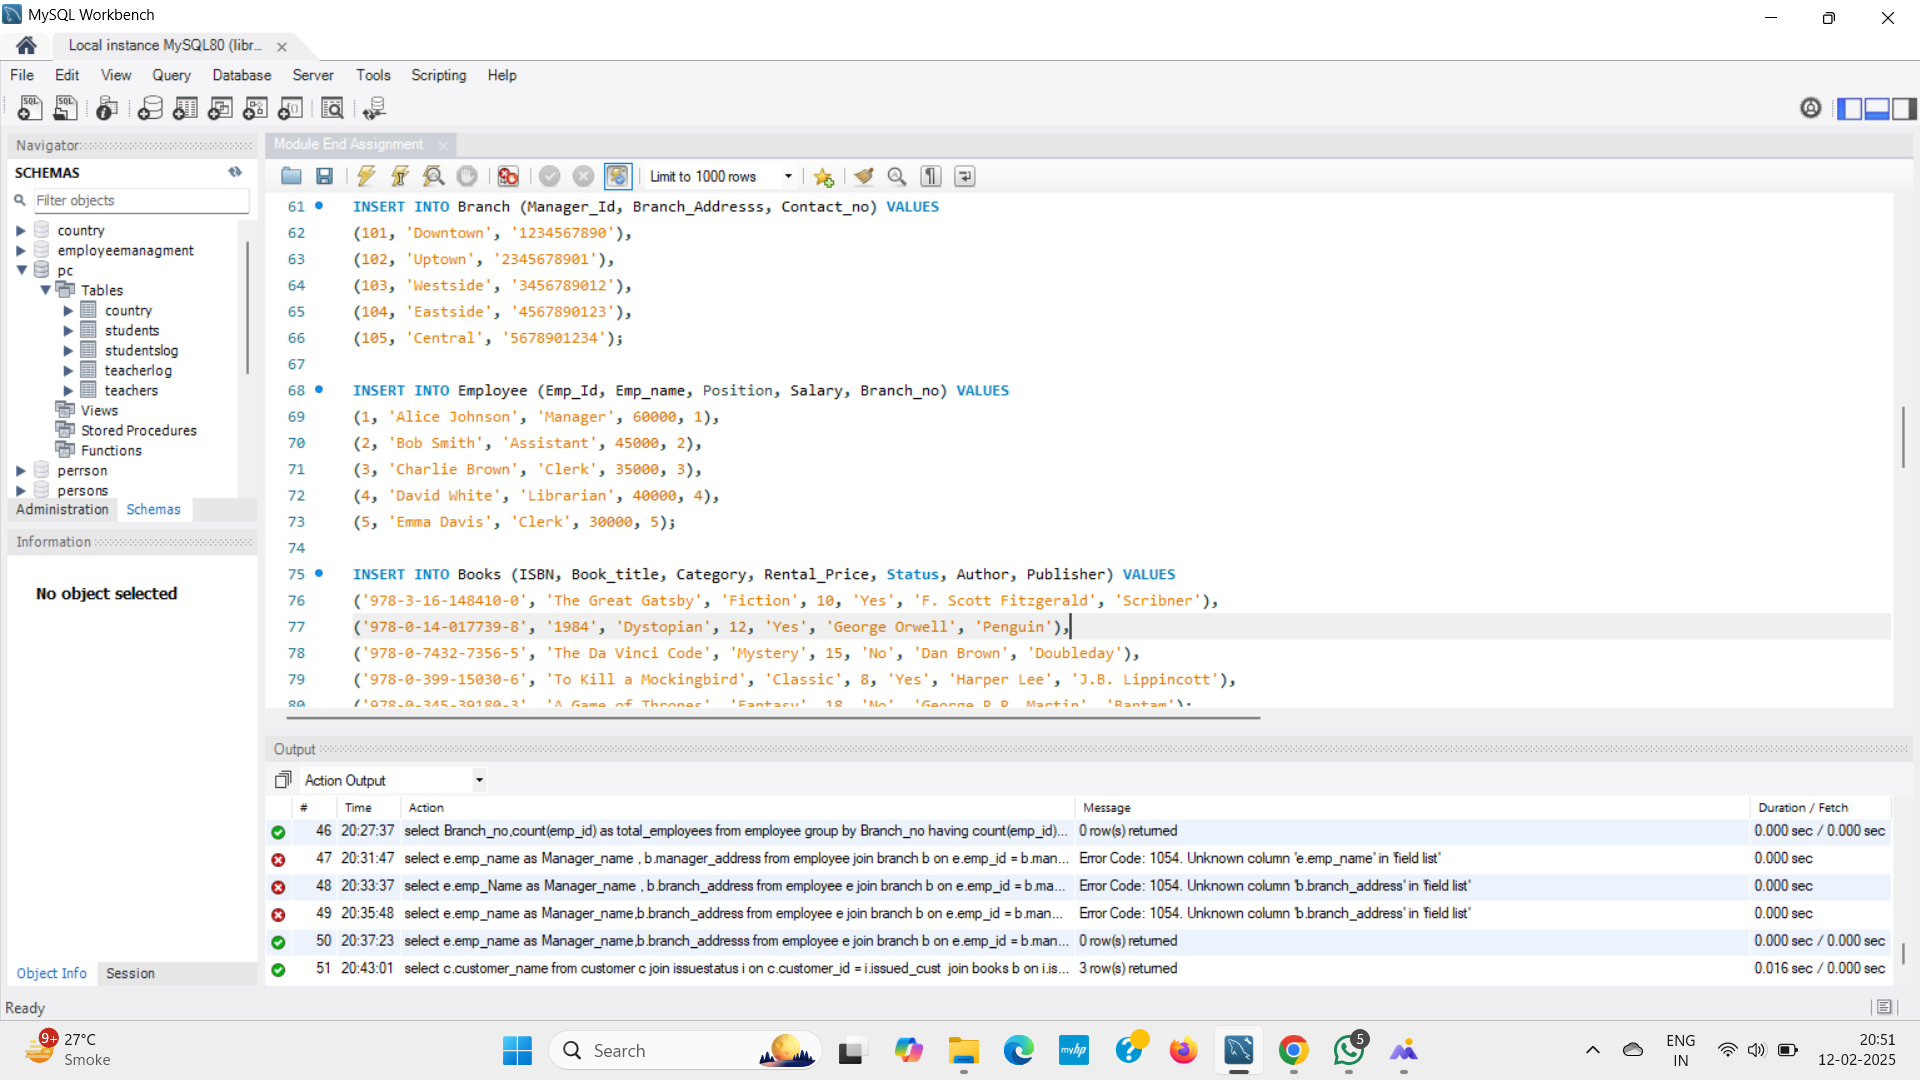 MySQL Workbench
Local instance MySQL80 (libr...
File Edit View Query Database Server Tools Scripting Help
Navigator
SCHEMAS
Filter objects
country
employeemanagment
pc
Tables
country
students
studentslog
teacherlog
teachers
Views
Stored Procedures
Functions
perrson
persons
Administration Schemas
Information
No object selected
Object Info Session
Module End Assignment
Limit to 1000 rows
61 INSERT INTO Branch (Manager_Id, Branch_Addresss, Contact_no) VALUES
62 (101, 'Downtown', '1234567890'),
63 (102, 'Uptown', '2345678901'),
64 (103, 'Westside', '3456789012'),
65 (104, 'Eastside', '4567890123'),
66 (105, 'Central', '5678901234');
67
68 INSERT INTO Employee (Emp_Id, Emp_name, Position, Salary, Branch_no) VALUES
69 (1, 'Alice Johnson', 'Manager', 60000, 1),
70 (2, 'Bob Smith', 'Assistant', 45000, 2),
71 (3, 'Charlie Brown', 'Clerk', 35000, 3),
72 (4, 'David White', 'Librarian', 40000, 4),
73 (5, 'Emma Davis', 'Clerk', 30000, 5);
74
75 INSERT INTO Books (ISBN, Book_title, Category, Rental_Price, Status, Author, Publisher) VALUES
76 ('978-3-16-148410-0', 'The Great Gatsby', 'Fiction', 10, 'Yes', 'F. Scott Fitzgerald', 'Scribner'),
77 ('978-0-14-017739-8', '1984', 'Dystopian', 12, 'Yes', 'George Orwell', 'Penguin'),
78 ('978-0-7432-7356-5', 'The Da Vinci Code', 'Mystery', 15, 'No', 'Dan Brown', 'Doubleday'),
79 ('978-0-399-15030-6', 'To Kill a Mockingbird', 'Classic', 8, 'Yes', 'Harper Lee', 'J.B. Lippincott'),
80 ('978-0-345-39180-3', 'A Game of Thrones', 'Fantasy', 18, 'No', 'George R.R. Martin', 'Bantam');
Output
Action Output
# Time Action Message Duration / Fetch
46 20:27:37 select Branch_no,count(emp_id) as total_employees from employee group by Branch_no having count(emp_id)... 0 row(s) returned 0.000 sec / 0.000 sec
47 20:31:47 select e.emp_name as Manager_name , b.manager_address from employee join branch b on e.emp_id = b.man... Error Code: 1054. Unknown column 'e.emp_name' in 'field list' 0.000 sec
48 20:33:37 select e.emp_Name as Manager_name , b.branch_address from employee e join branch b on e.emp_id = b.ma... Error Code: 1054. Unknown column 'b.branch_address' in 'field list' 0.000 sec
49 20:35:48 select e.emp_name as Manager_name,b.branch_address from employee e join branch b on e.emp_id = b.man... Error Code: 1054. Unknown column 'b.branch_address' in 'field list' 0.000 sec
50 20:37:23 select e.emp_name as Manager_name,b.branch_addresss from employee e join branch b on e.emp_id = b.man... 0 row(s) returned 0.000 sec / 0.000 sec
51 20:43:01 select c.customer_name from customer c join issuestatus i on c.customer_id = i.issued_cust join books b on i.is... 3 row(s) returned 0.016 sec / 0.000 sec
Ready
9+
27°C
Smoke
Search
myhp
5
ENG
IN
20:51
12-02-2025